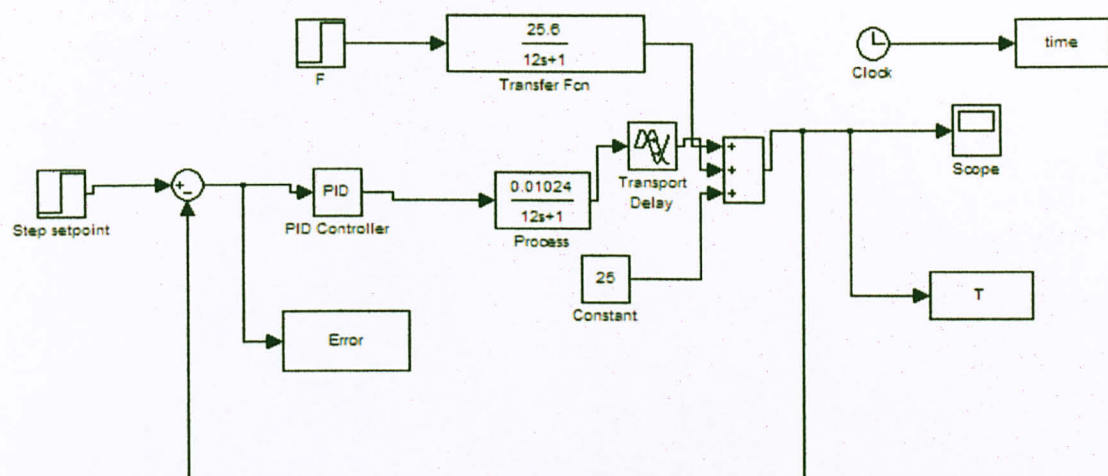 25.6
12s+1
F
Transfer Fcn
Clock
time
Step setpoint
+
−
PID
PID Controller
0.01024
12s+1
Process
Transport
Delay
+
+
+
Scope
25
Constant
T
Error